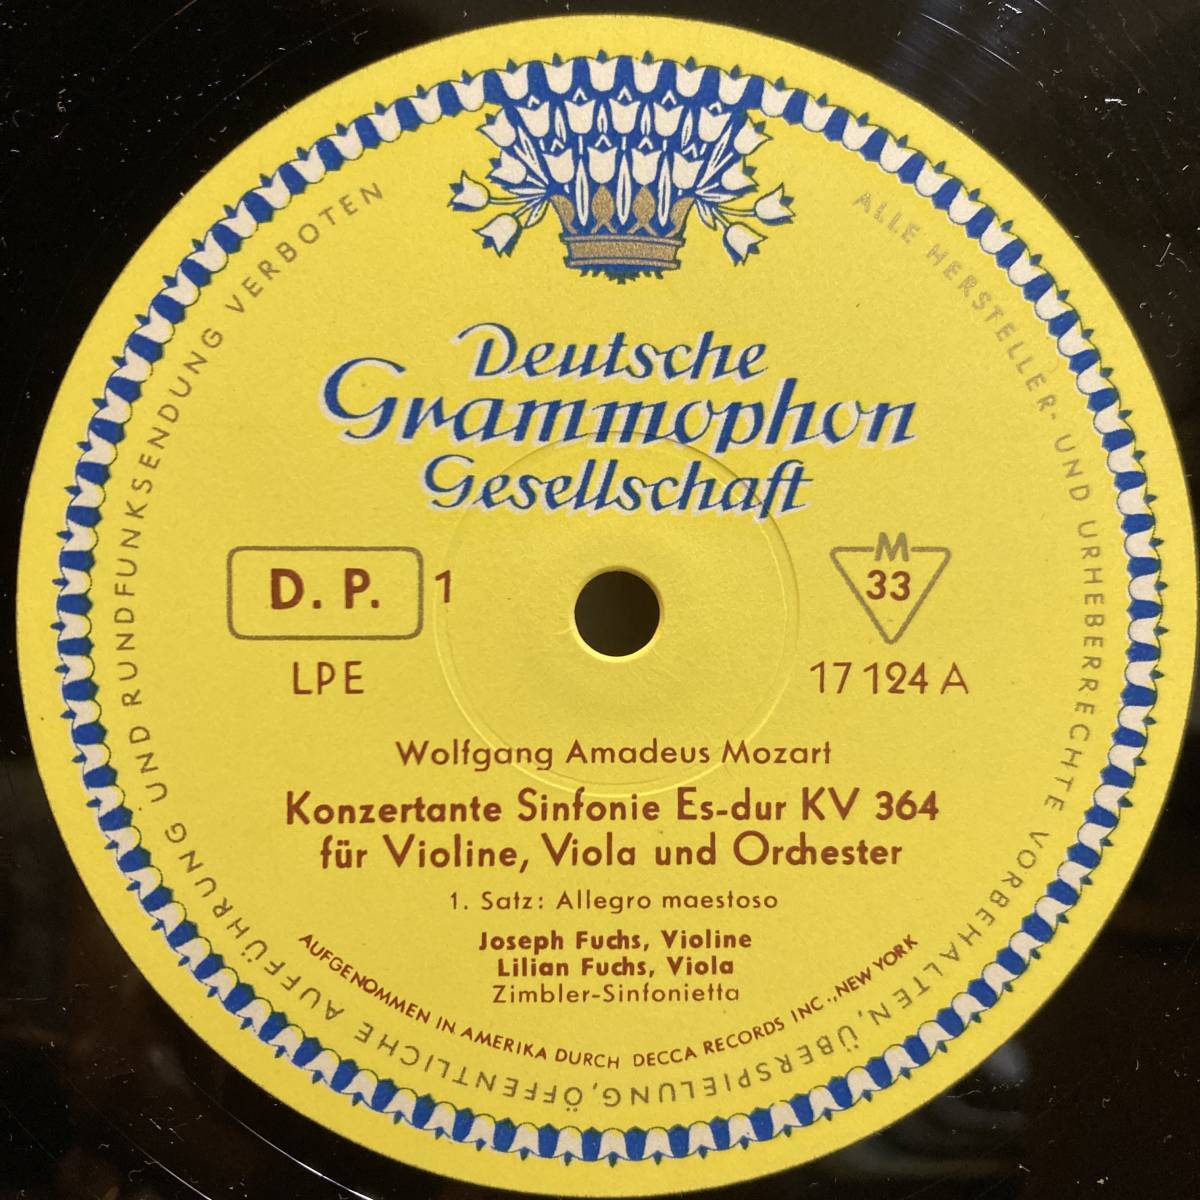 Deutsche
Grammophon
Gesellschaft
D. P. 1
LPE
M
33
17 124 A
Wolfgang Amadeus Mozart
Konzertante Sinfonie Es-dur KV 364
für Violine, Viola und Orchester
1. Satz: Allegro maestoso
Joseph Fuchs, Violine
Lilian Fuchs, Viola
Zimbler-Sinfonietta
AUFGENOMMEN IN AMERIKA DURCH DECCA RECORDS INC., NEW YORK
ALLE HERSTELLER- UND URHEBERRECHTE VORBEHALTEN, ÜBERSPIELUNG, ÖFFENTLICHE AUFFÜHRUNG UND RUNDFUNKSENDUNG VERBOTEN